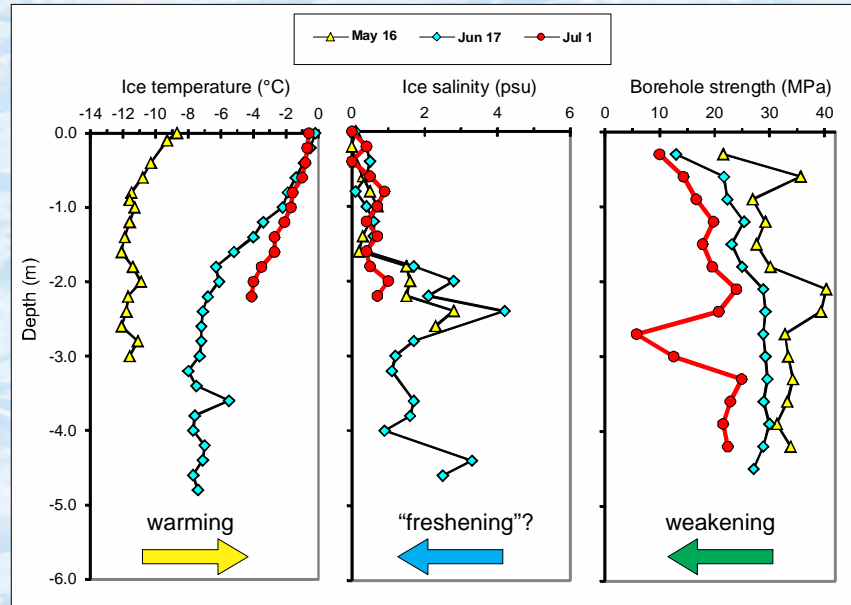 May 16 Jun 17 Jul 1
Ice temperature (°C) Ice salinity (psu) Borehole strength (MPa)
-14 -12 -10 -8 -6 -4 -2 0 0 2 4 6 0 10 20 30 40
0.0
-1.0
-2.0
Depth (m)
-3.0
-4.0
-5.0
warming “freshening”? weakening
-6.0